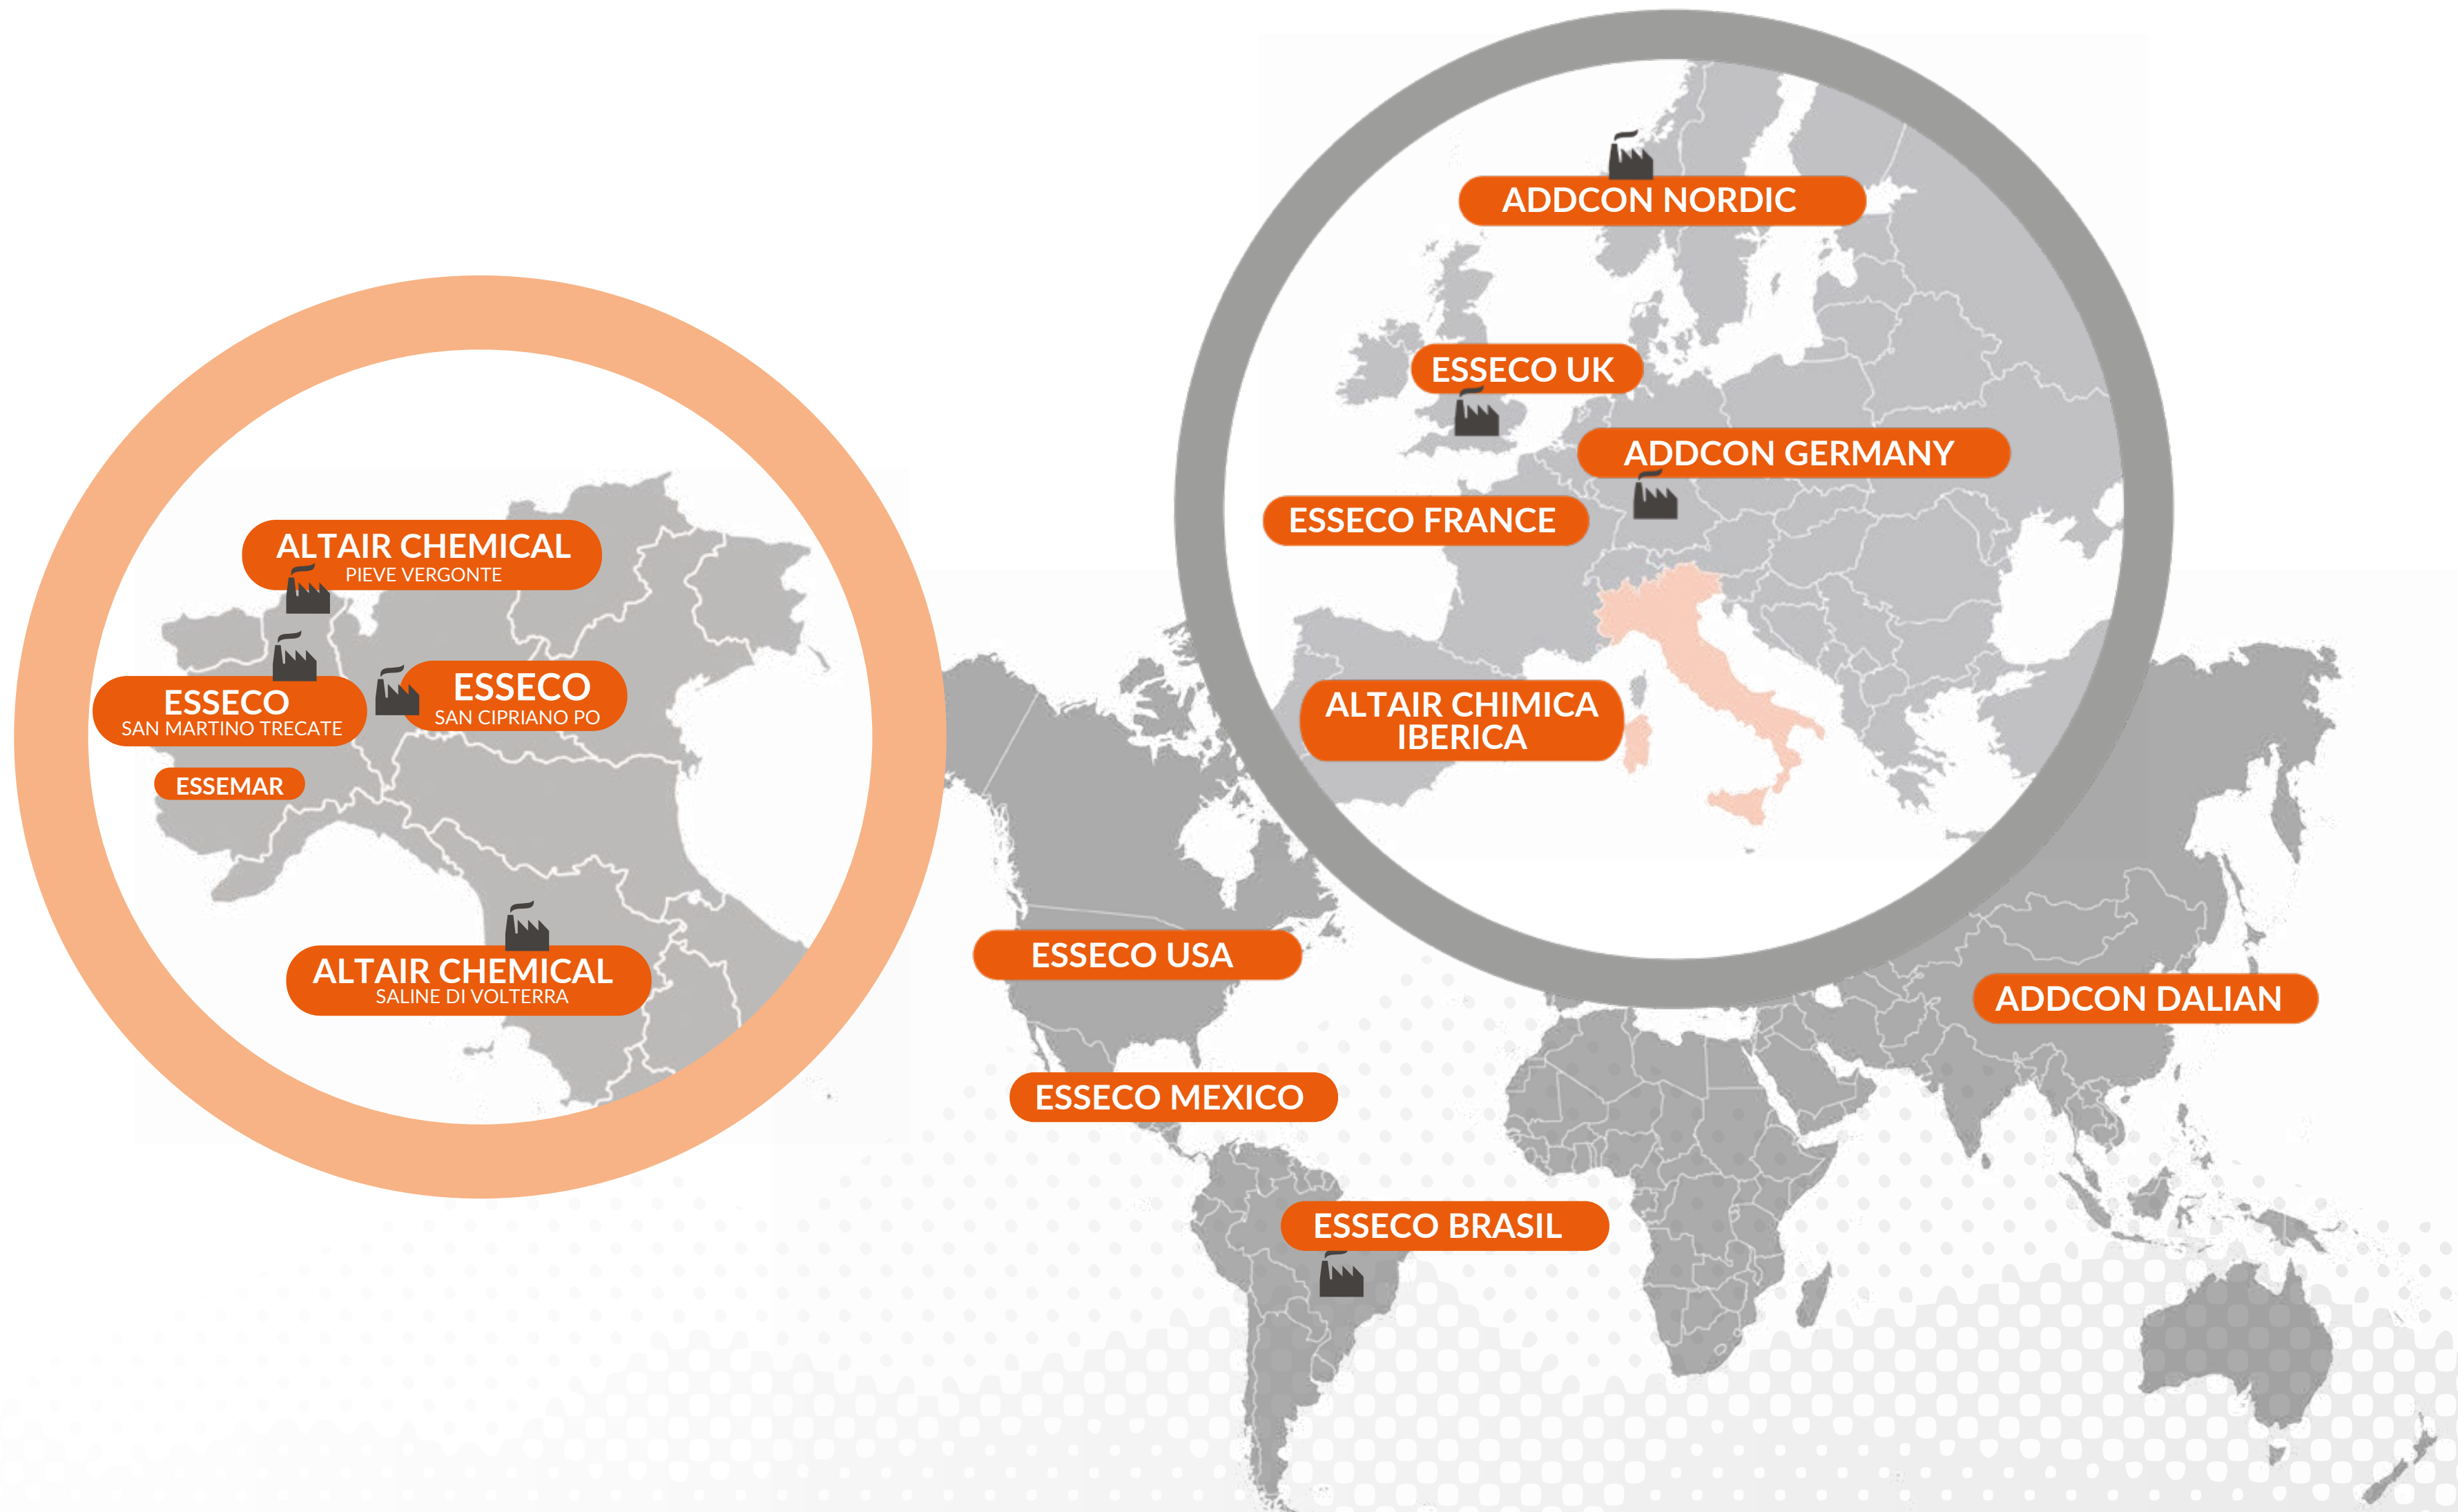 ADDCON NORDIC
ESSECO UK
ADDCON GERMANY
ESSECO FRANCE
ALTAIR CHIMICA
IBERICA
ALTAIR CHEMICAL
PIEVE VERGONTE
ESSECO
SAN MARTINO TRECATE
ESSECO
SAN CIPRIANO PO
ESSEMAR
ALTAIR CHEMICAL
SALINE DI VOLTERRA
ESSECO USA
ADDCON DALIAN
ESSECO MEXICO
ESSECO BRASIL